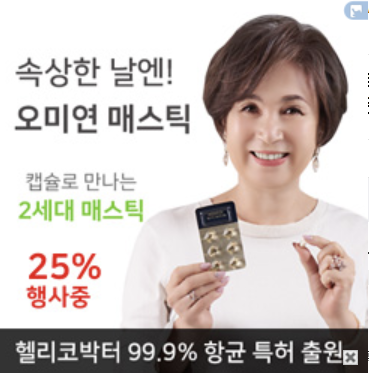 속상한 날엔!
오미연 매스틱
캡슐로 만나는
2세대 매스틱
25%
행사중
헬리코박터 99.9% 항균 특허 출원